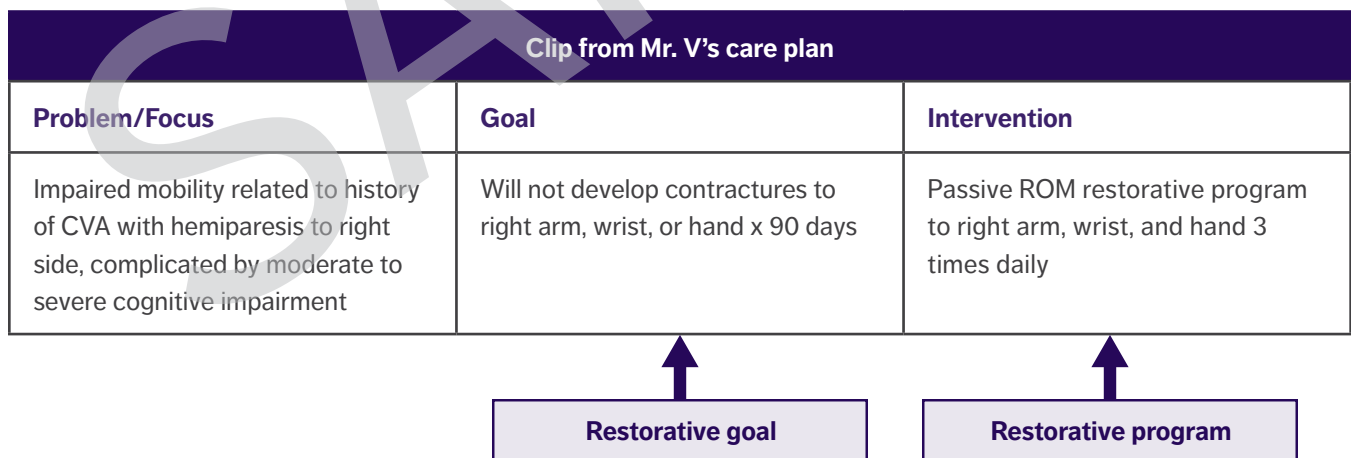 Clip from Mr. V's care plan
Problem/Focus
Goal
Intervention
Impaired mobility related to history
of CVA with hemiparesis to right
side, complicated by moderate to
severe cognitive impairment
Will not develop contractures to
right arm, wrist, or hand x 90 days
Passive ROM restorative program
to right arm, wrist, and hand 3
times daily
Restorative goal
Restorative program